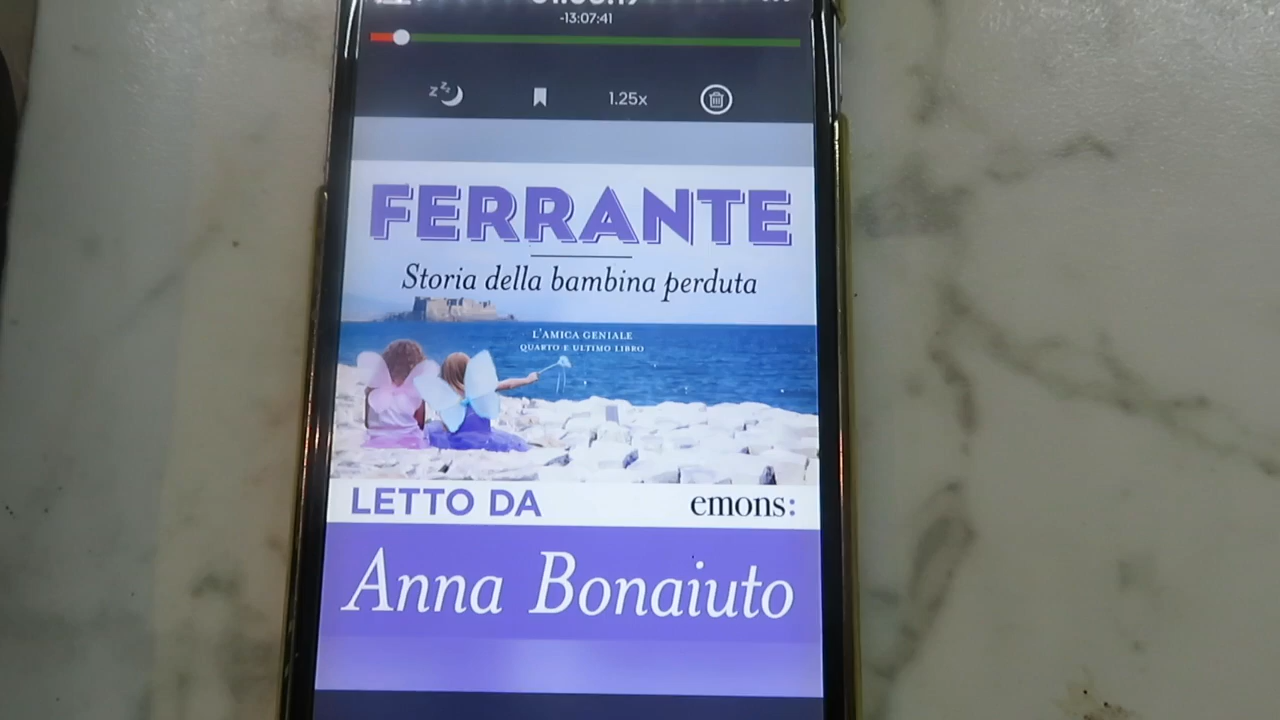 -13:07:41
z z z
1.25x
FERRANTE
Storia della bambina perduta
L'AMICA GENIALE
QUARTO E ULTIMO LIBRO
LETTO DA
emons:
Anna Bonaiuto